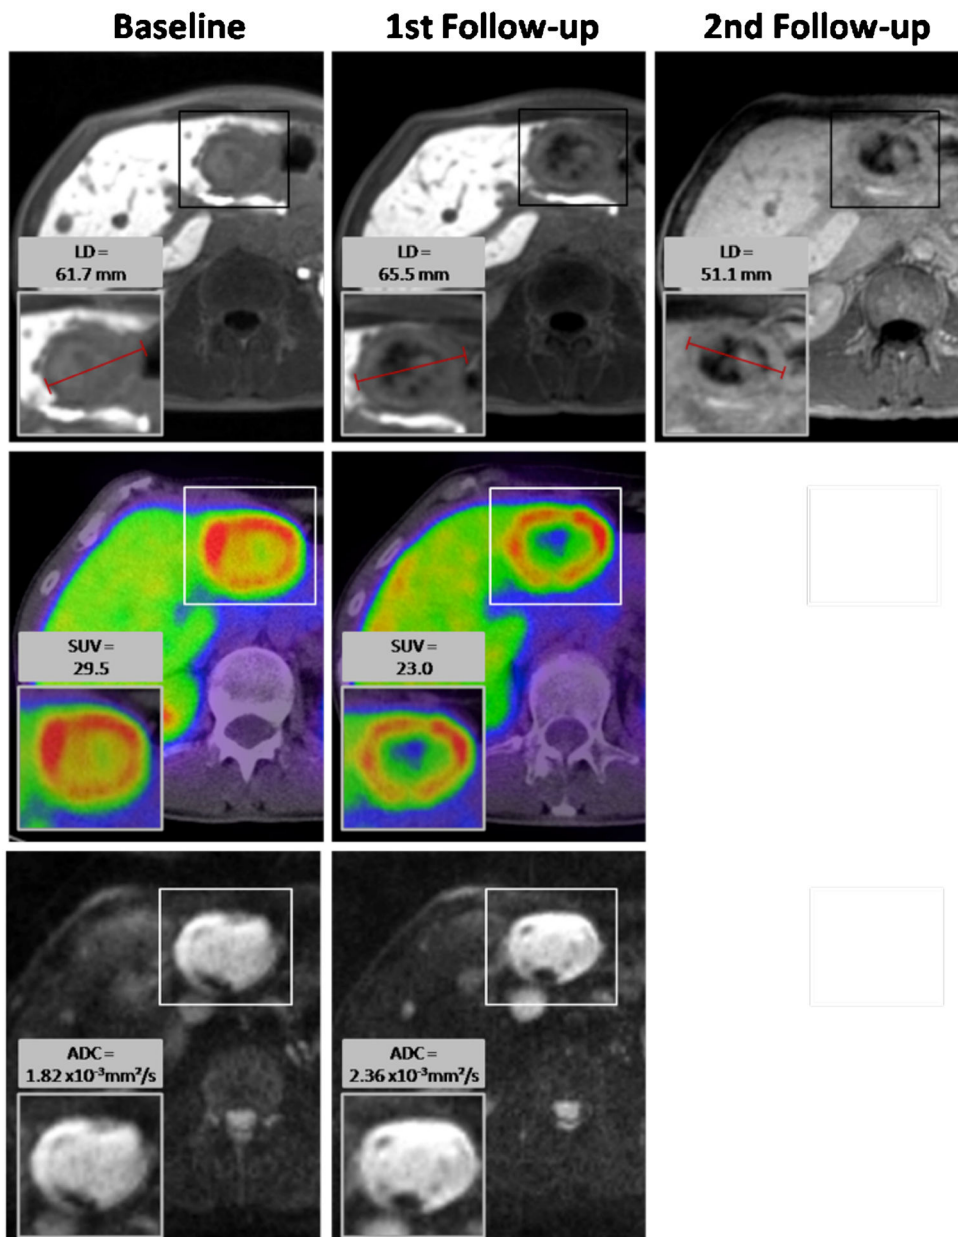 Baseline
1st Follow-up
2nd Follow-up
LD =
61.7 mm
LD =
65.5 mm
LD =
51.1 mm
SUV =
29.5
SUV =
23.0
ADC =
1.82 x10⁻³mm²/s
ADC =
2.36 x10⁻³mm²/s